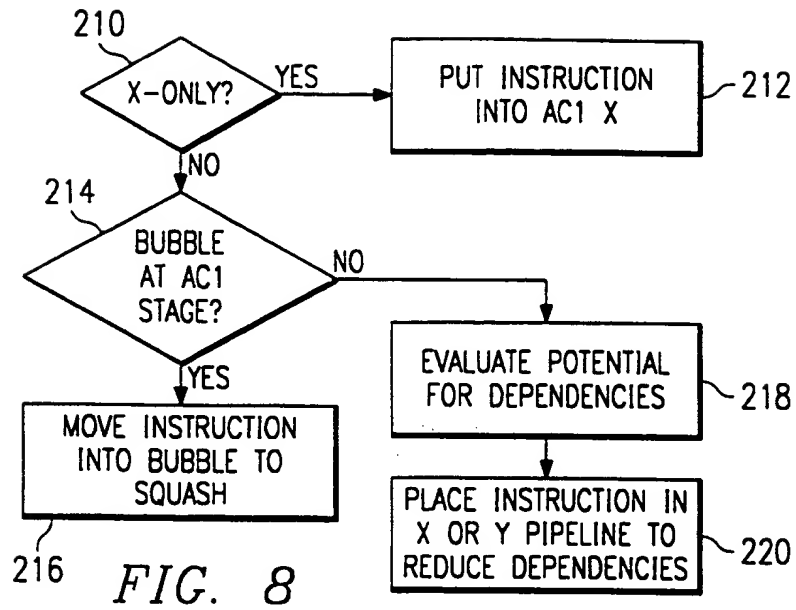 210
X-ONLY?
YES
PUT INSTRUCTION
INTO AC1 X
212
NO
214
BUBBLE
AT AC1
STAGE?
NO
YES
EVALUATE POTENTIAL
FOR DEPENDENCIES
218
MOVE INSTRUCTION
INTO BUBBLE TO
SQUASH
216
PLACE INSTRUCTION IN
X OR Y PIPELINE TO
REDUCE DEPENDENCIES
220
FIG. 8